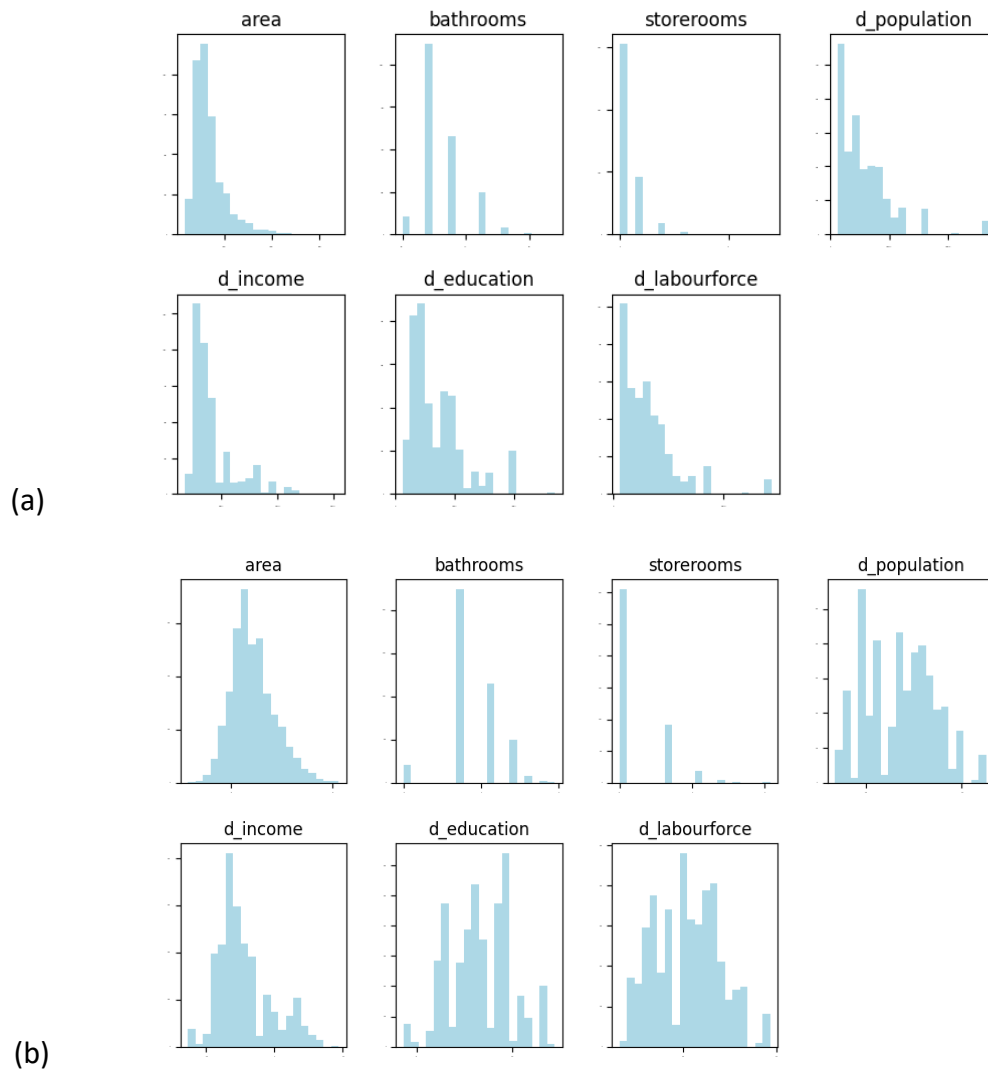 area bathrooms storerooms d_population
d_income d_education d_labourforce
(a)
area bathrooms storerooms d_population
d_income d_education d_labourforce
(b)